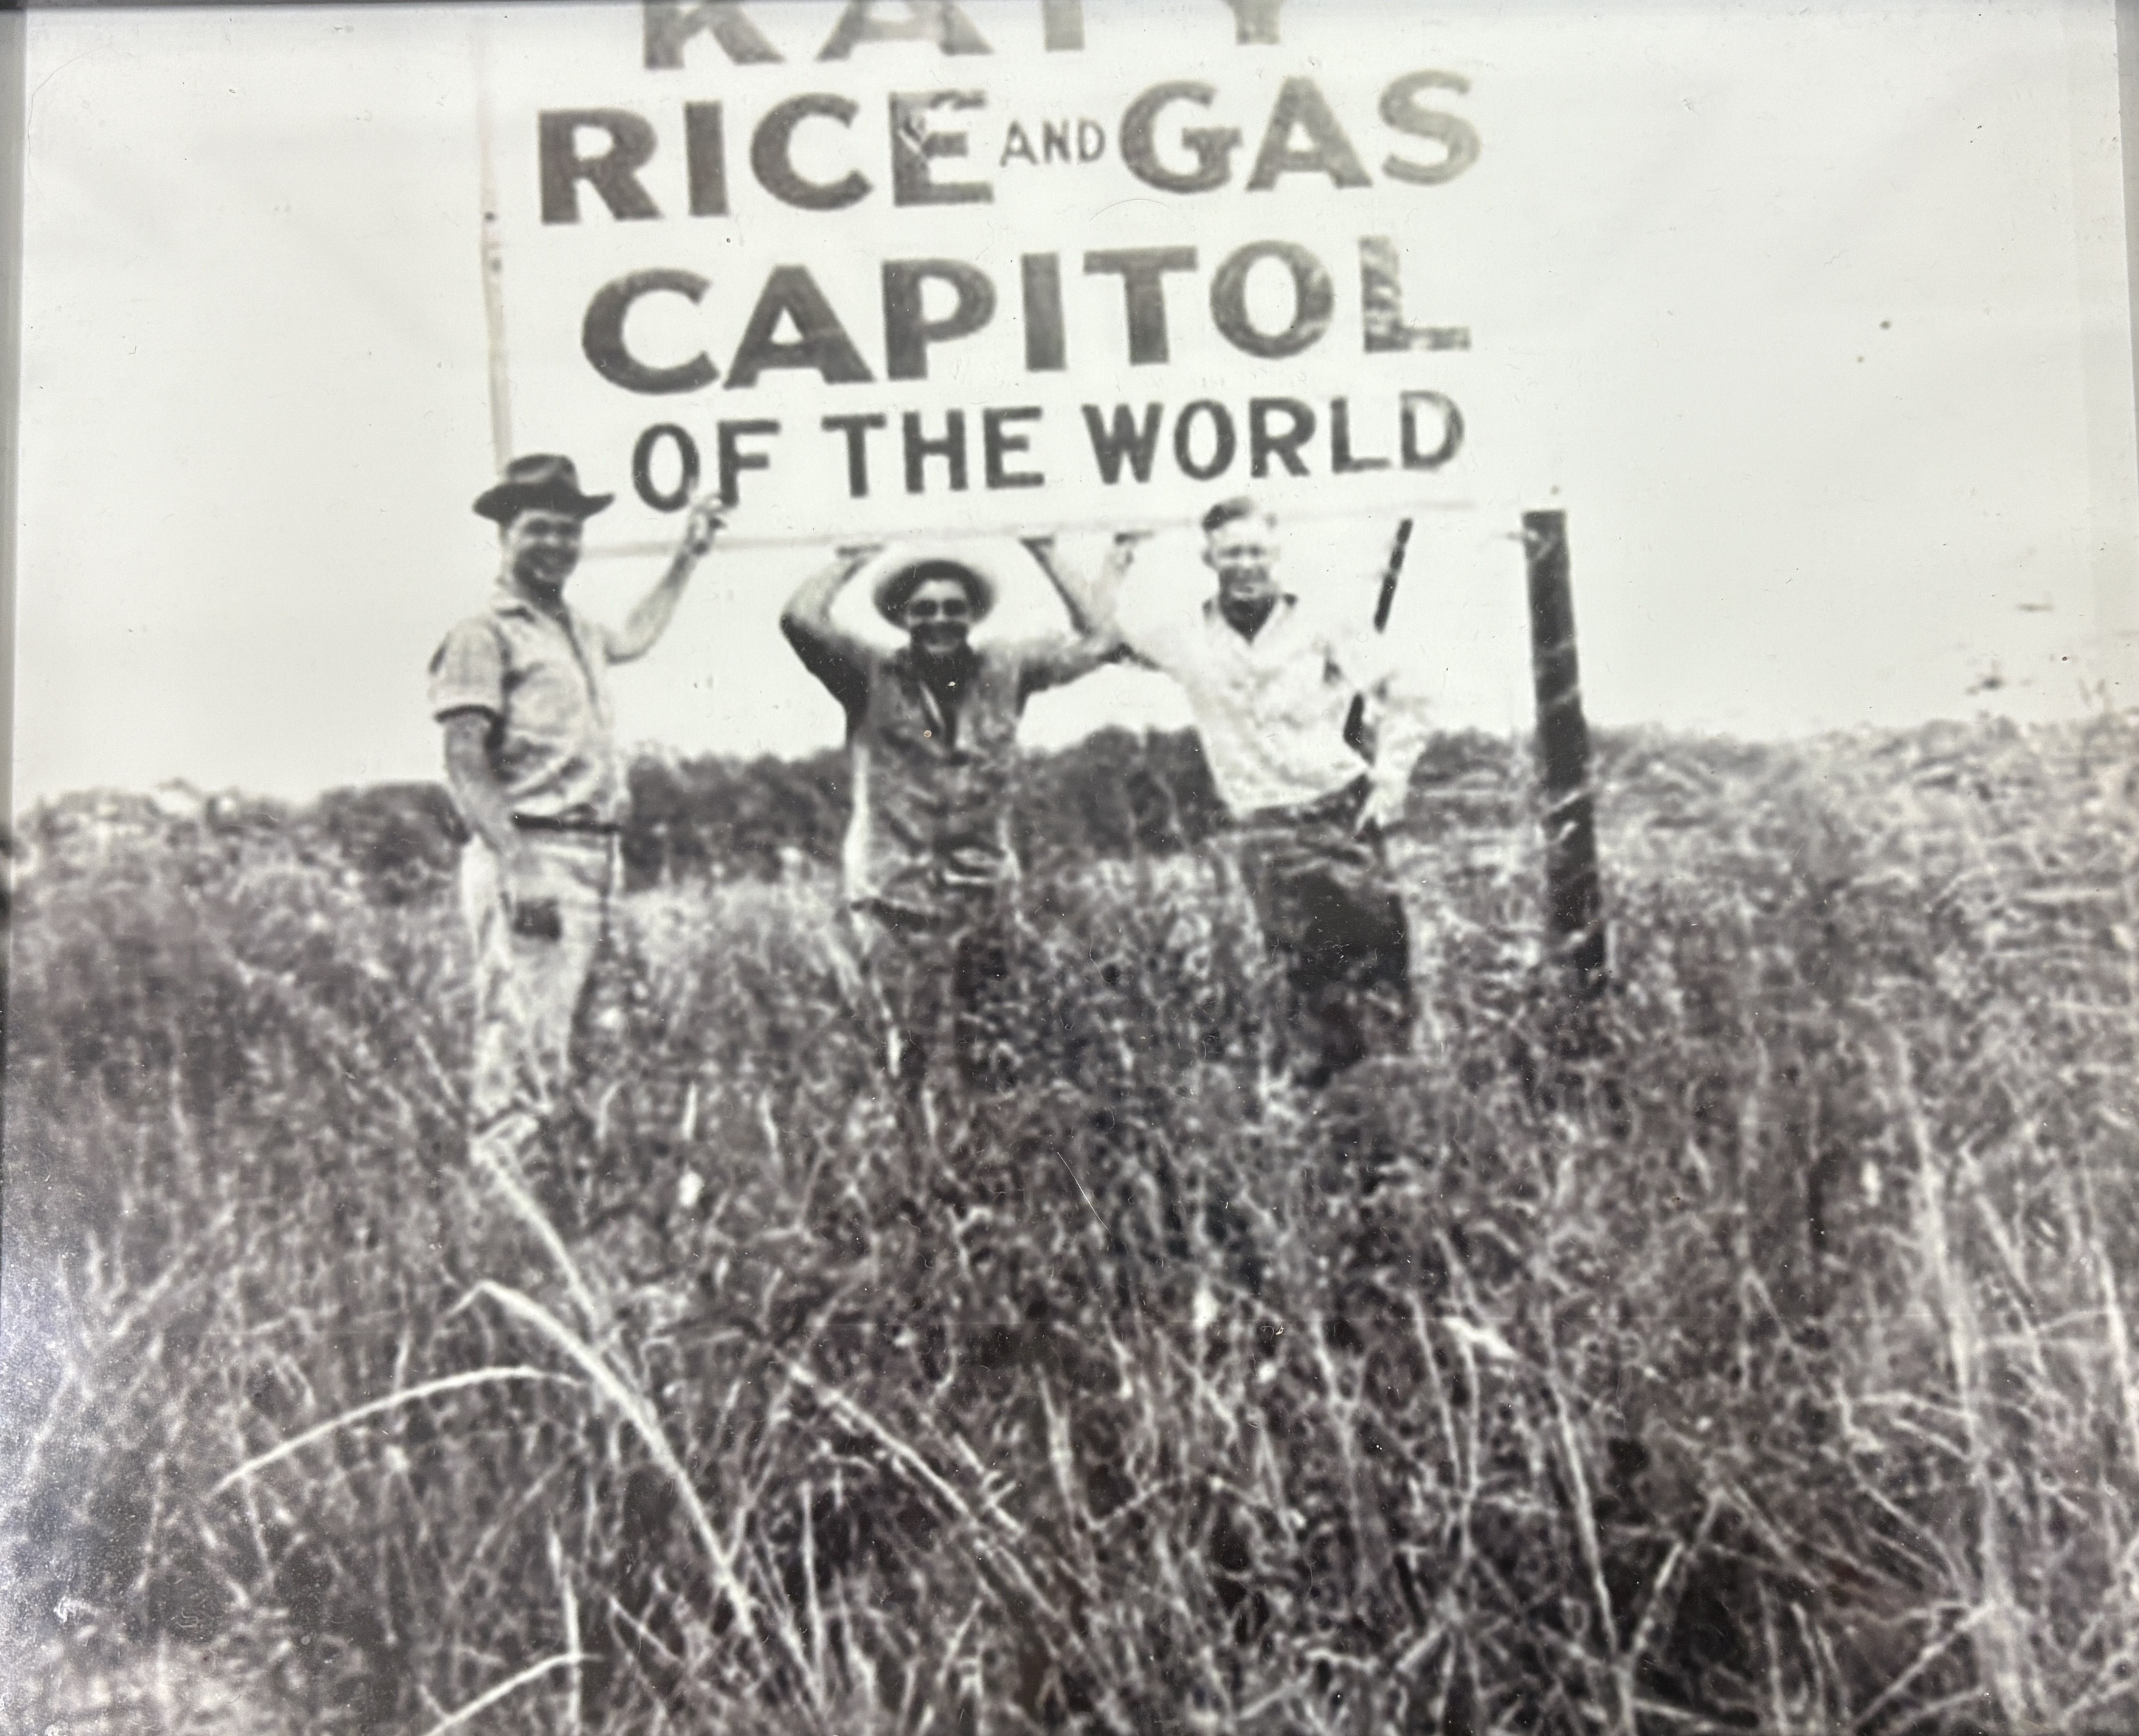 KATY
RICE AND GAS
CAPITOL
OF THE WORLD